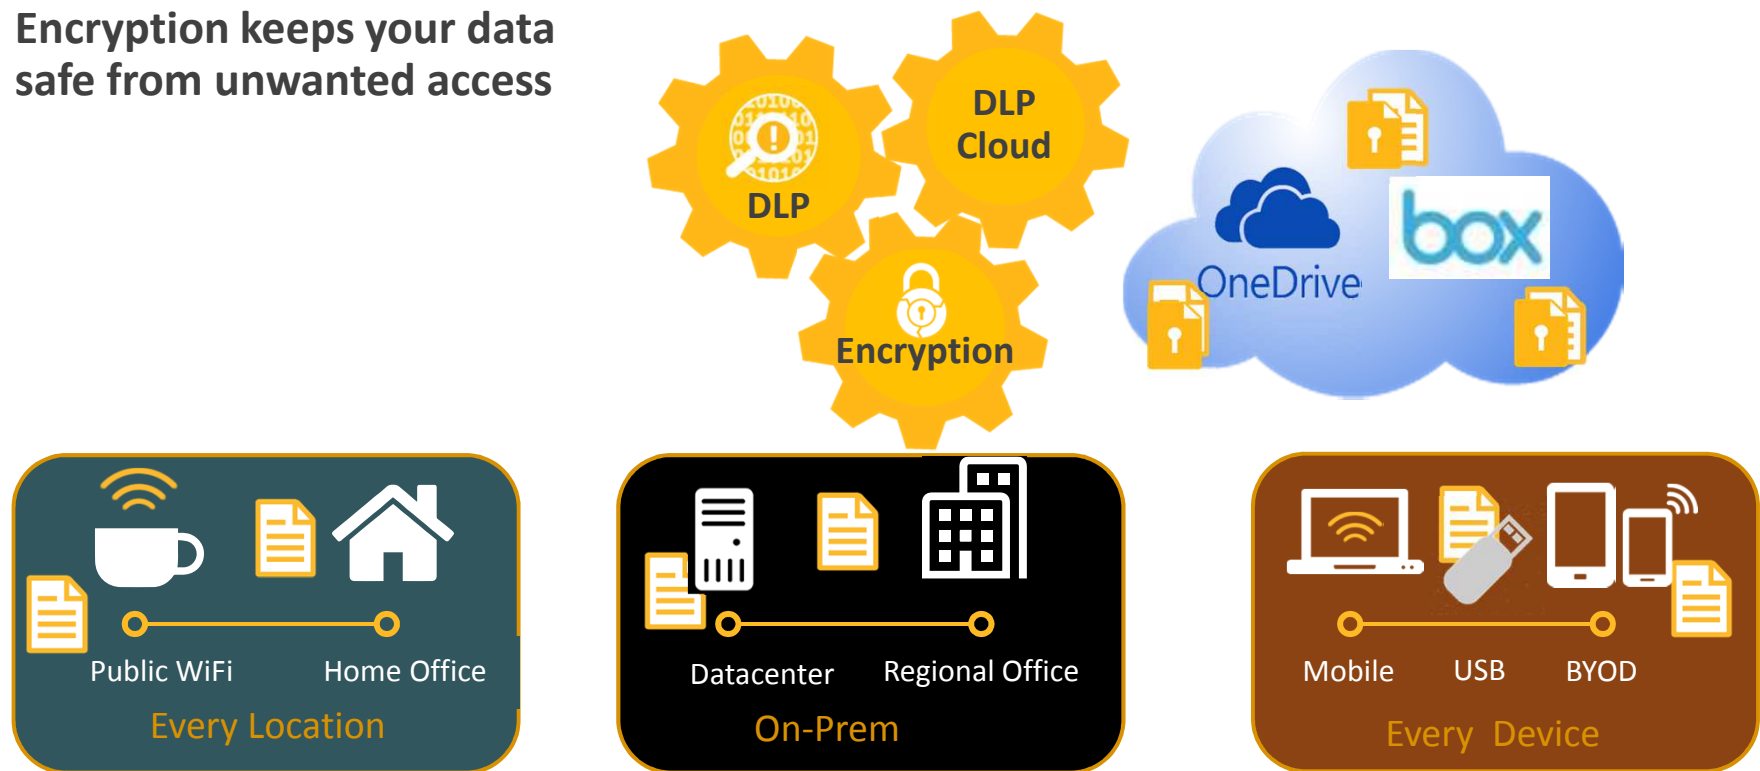 Encryption keeps your data
safe from unwanted access
DLP
DLP
Cloud
Encryption
OneDrive
box
Public WiFi
Home Office
Every Location
Datacenter
Regional Office
On-Prem
Mobile
USB
BYOD
Every Device